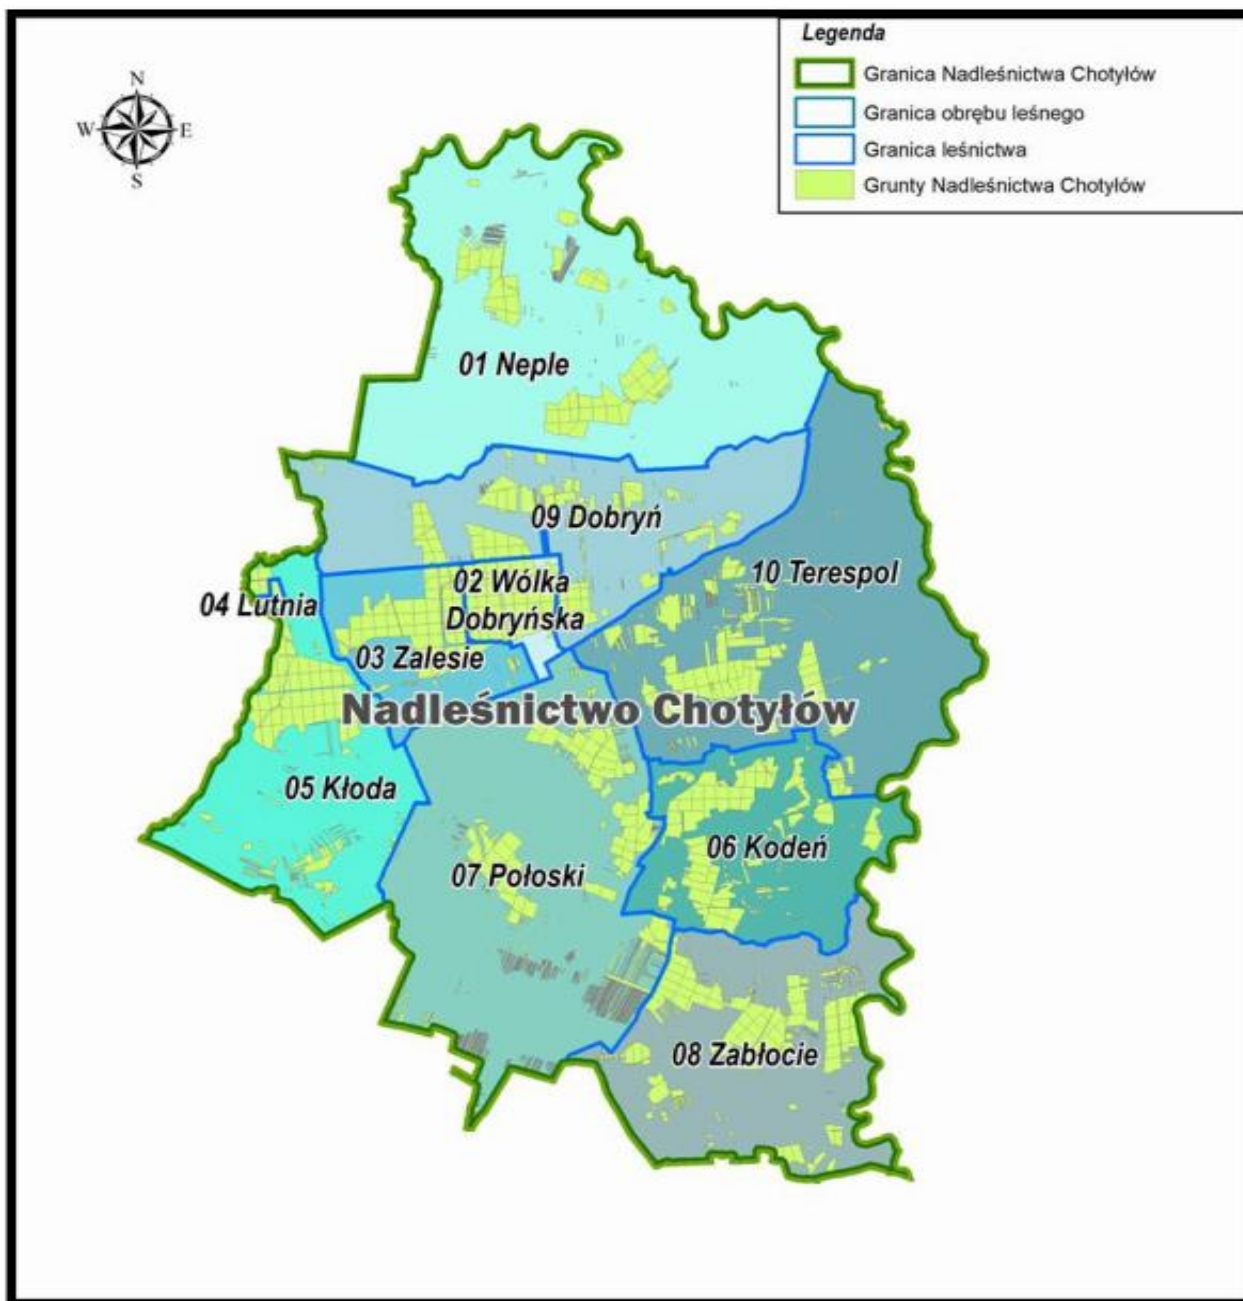 Legenda
Granica Nadleśnictwa Chotyłów
Granica obrębu leśnego
Granica leśnictwa
Grunty Nadleśnictwa Chotyłów
N
W E
S
01 Neple
09 Dobryń
10 Terespol
02 Wólka
Dobryńska
04 Lutnia
03 Zalesie
Nadleśnictwo Chotyłów
05 Kłoda
06 Kodeń
07 Połoski
08 Zabłocie